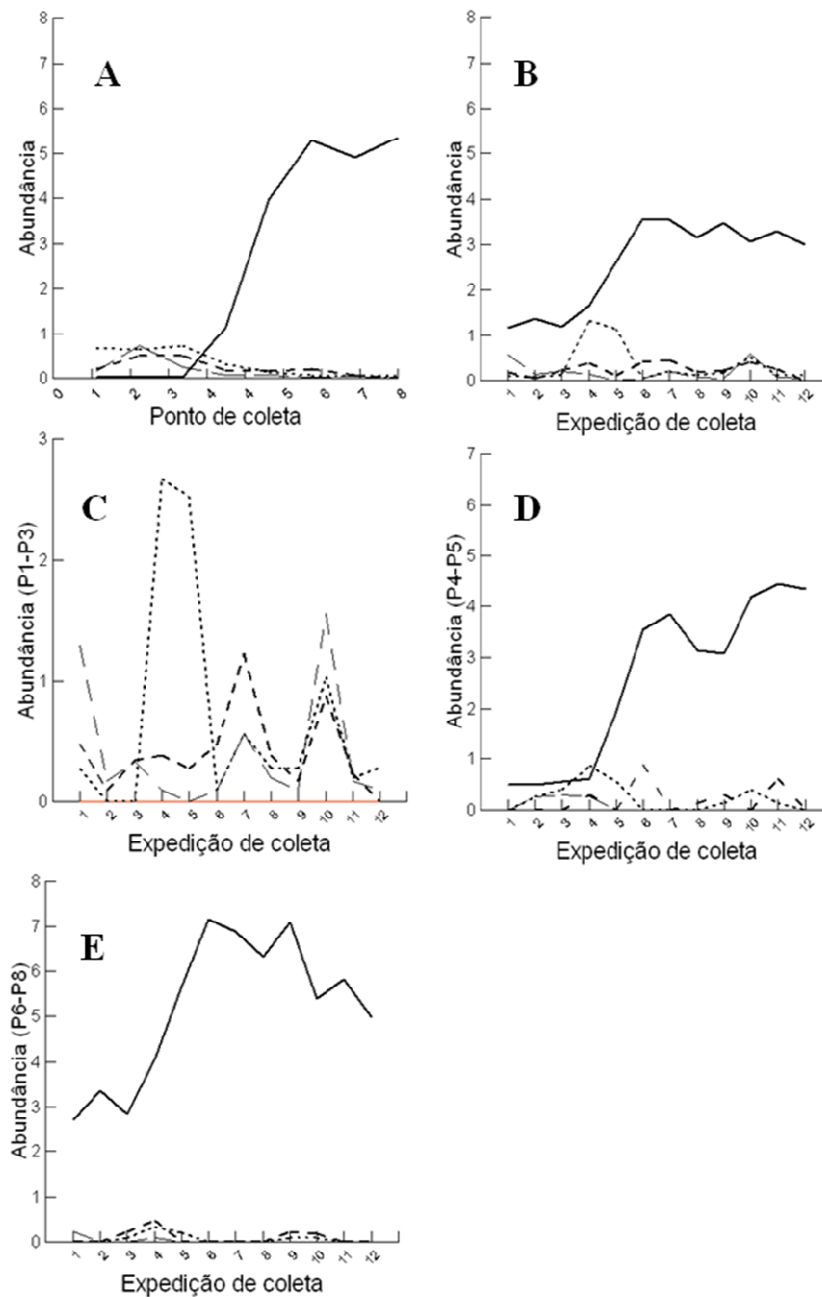 A
Abundância
8
7
6
5
4
3
2
1
0
0 1 2 3 4 5 6 7 8
Ponto de coleta
B
Abundância
8
7
6
5
4
3
2
1
0
1 2 3 4 5 6 7 8 9 10 11 12
Expedição de coleta
C
Abundância (P1-P3)
3
2
1
0
1 2 3 4 5 6 7 8 9 10 11 12
Expedição de coleta
D
Abundância (P4-P5)
7
6
5
4
3
2
1
0
1 2 3 4 5 6 7 8 9 10 11 12
Expedição de coleta
E
Abundância (P6-P8)
8
7
6
5
4
3
2
1
0
1 2 3 4 5 6 7 8 9 10 11 12
Expedição de coleta